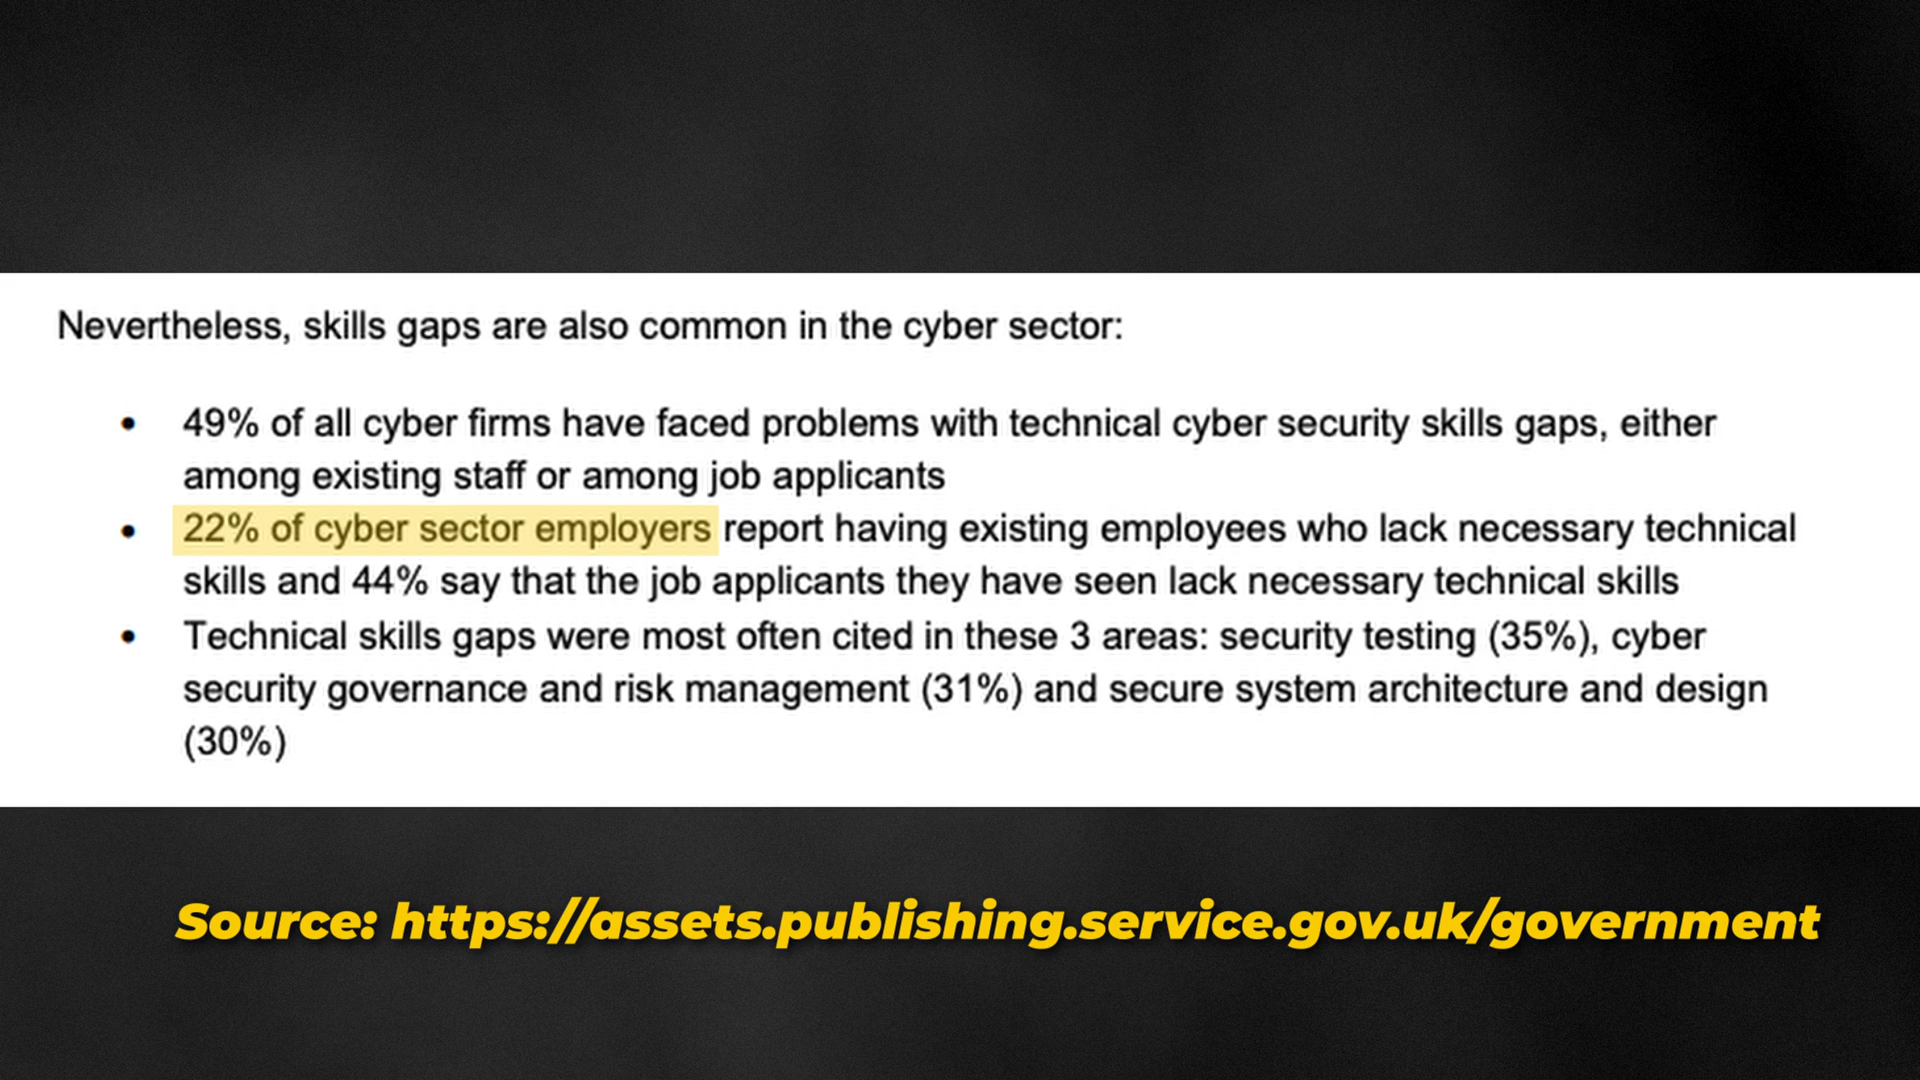 Nevertheless, skills gaps are also common in the cyber sector:
• 49% of all cyber firms have faced problems with technical cyber security skills gaps, either
among existing staff or among job applicants
• 22% of cyber sector employers report having existing employees who lack necessary technical
skills and 44% say that the job applicants they have seen lack necessary technical skills
• Technical skills gaps were most often cited in these 3 areas: security testing (35%), cyber
security governance and risk management (31%) and secure system architecture and design
(30%)
Source: https://assets.publishing.service.gov.uk/government